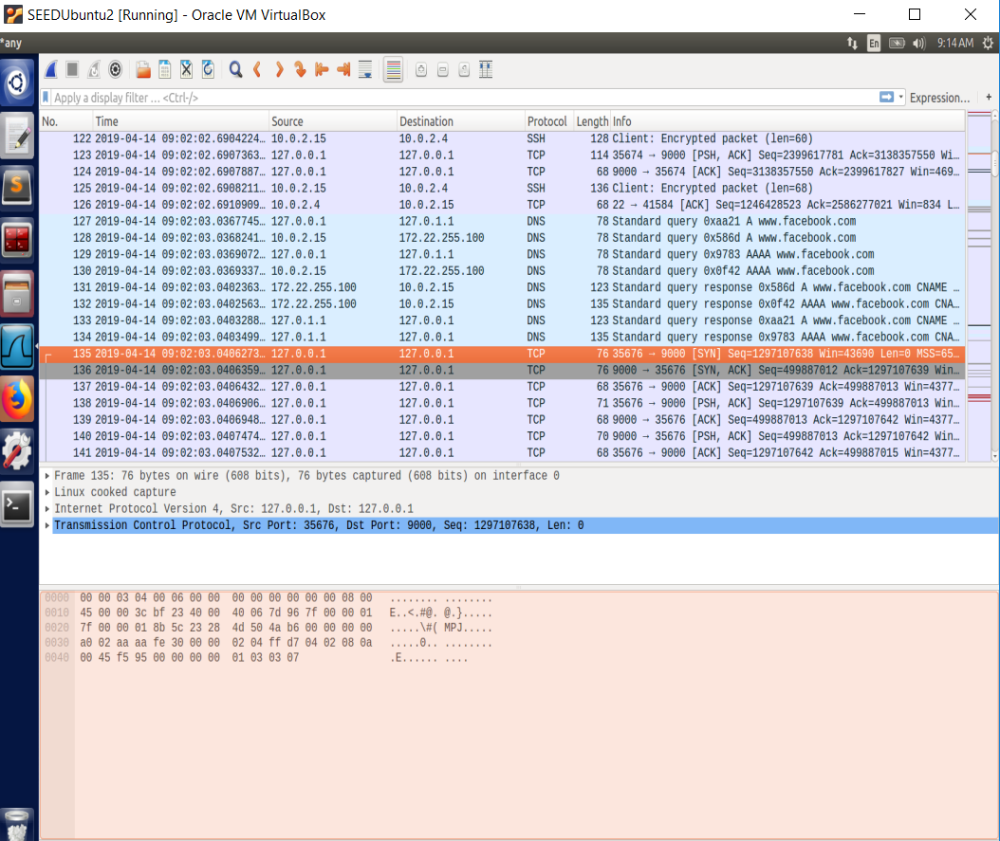 SEEDUbuntu2 [Running] - Oracle VM VirtualBox
*any En 9:14 AM
Apply a display filter ... <Ctrl-/> Expression... +
No. Time Source Destination Protocol Length Info
122 2019-04-14 09:02:02.6904224... 10.0.2.15 10.0.2.4 SSH 128 Client: Encrypted packet (len=60)
123 2019-04-14 09:02:02.6907363... 127.0.0.1 127.0.0.1 TCP 114 35674 → 9000 [PSH, ACK] Seq=2399617781 Ack=3138357550 Wi...
124 2019-04-14 09:02:02.6907887... 127.0.0.1 127.0.0.1 TCP 68 9000 → 35674 [ACK] Seq=3138357550 Ack=2399617827 Win=469...
125 2019-04-14 09:02:02.6908211... 10.0.2.15 10.0.2.4 SSH 136 Client: Encrypted packet (len=68)
126 2019-04-14 09:02:02.6910909... 10.0.2.4 10.0.2.15 TCP 68 22 → 41584 [ACK] Seq=1246428523 Ack=2586277021 Win=834 L...
127 2019-04-14 09:02:03.0367745... 127.0.0.1 127.0.1.1 DNS 78 Standard query 0xaa21 A www.facebook.com
128 2019-04-14 09:02:03.0368241... 10.0.2.15 172.22.255.100 DNS 78 Standard query 0x586d A www.facebook.com
129 2019-04-14 09:02:03.0369072... 127.0.0.1 127.0.1.1 DNS 78 Standard query 0x9783 AAAA www.facebook.com
130 2019-04-14 09:02:03.0369337... 10.0.2.15 172.22.255.100 DNS 78 Standard query 0x0f42 AAAA www.facebook.com
131 2019-04-14 09:02:03.0402363... 172.22.255.100 10.0.2.15 DNS 123 Standard query response 0x586d A www.facebook.com CNAME ...
132 2019-04-14 09:02:03.0402563... 172.22.255.100 10.0.2.15 DNS 135 Standard query response 0x0f42 AAAA www.facebook.com CNA...
133 2019-04-14 09:02:03.0403288... 127.0.1.1 127.0.0.1 DNS 123 Standard query response 0xaa21 A www.facebook.com CNAME ...
134 2019-04-14 09:02:03.0403499... 127.0.1.1 127.0.0.1 DNS 135 Standard query response 0x9783 AAAA www.facebook.com CNA...
135 2019-04-14 09:02:03.0406273... 127.0.0.1 127.0.0.1 TCP 76 35676 → 9000 [SYN] Seq=1297107638 Win=43690 Len=0 MSS=65...
136 2019-04-14 09:02:03.0406359... 127.0.0.1 127.0.0.1 TCP 76 9000 → 35676 [SYN, ACK] Seq=499887012 Ack=1297107639 Win...
137 2019-04-14 09:02:03.0406432... 127.0.0.1 127.0.0.1 TCP 68 35676 → 9000 [ACK] Seq=1297107639 Ack=499887013 Win=4377...
138 2019-04-14 09:02:03.0406906... 127.0.0.1 127.0.0.1 TCP 71 35676 → 9000 [PSH, ACK] Seq=1297107639 Ack=499887013 Win...
139 2019-04-14 09:02:03.0406948... 127.0.0.1 127.0.0.1 TCP 68 9000 → 35676 [ACK] Seq=499887013 Ack=1297107642 Win=4377...
140 2019-04-14 09:02:03.0407474... 127.0.0.1 127.0.0.1 TCP 70 9000 → 35676 [PSH, ACK] Seq=499887013 Ack=1297107642 Win...
141 2019-04-14 09:02:03.0407532... 127.0.0.1 127.0.0.1 TCP 68 35676 → 9000 [ACK] Seq=1297107642 Ack=499887015 Win=4377...
Frame 135: 76 bytes on wire (608 bits), 76 bytes captured (608 bits) on interface 0
Linux cooked capture
Internet Protocol Version 4, Src: 127.0.0.1, Dst: 127.0.0.1
Transmission Control Protocol, Src Port: 35676, Dst Port: 9000, Seq: 1297107638, Len: 0
0000 00 00 03 04 00 06 00 00 00 00 00 00 00 00 08 00 ........ ........
0010 45 00 00 3c bf 23 40 00 40 06 7d 96 7f 00 00 01 E..<.#@. @.}.....
0020 7f 00 00 01 8b 5c 23 28 4d 50 4a b6 00 00 00 00 .....\#( MPJ.....
0030 a0 02 aa aa fe 30 00 00 02 04 ff d7 04 02 08 0a .....0.. ........
0040 00 45 f5 95 00 00 00 00 01 03 03 07 .E...... ....